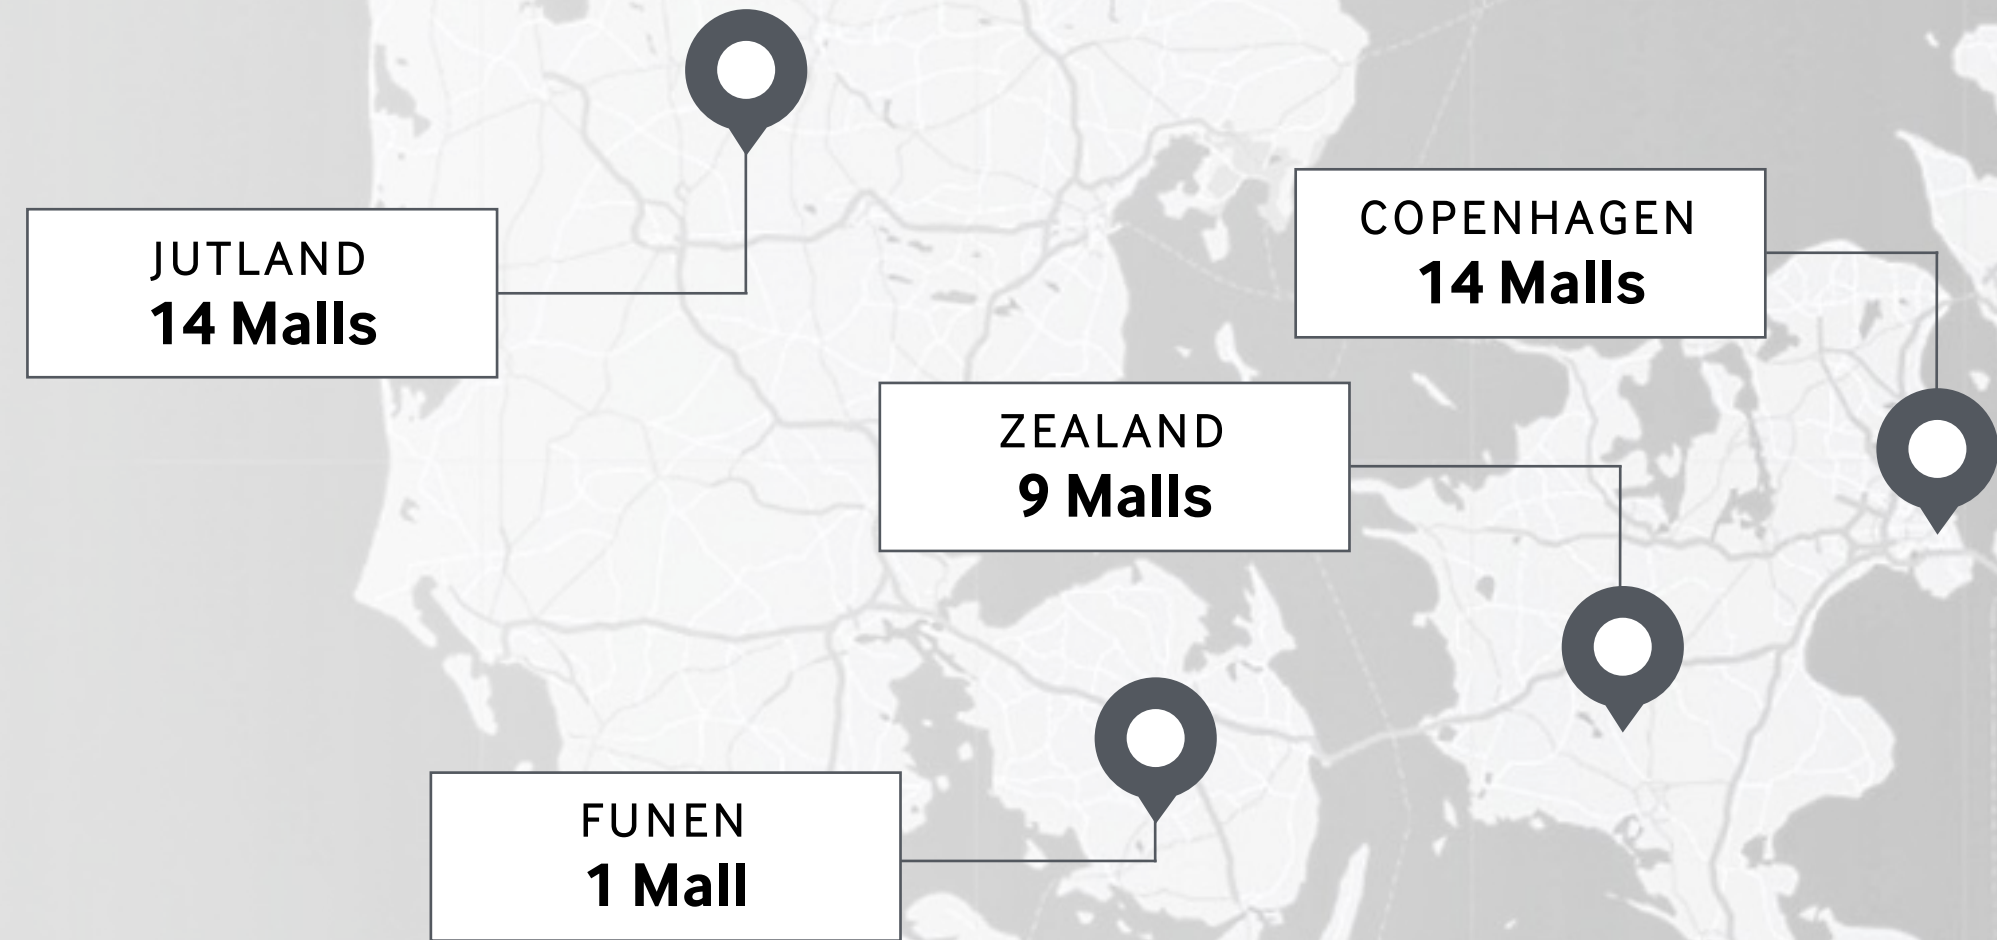 JUTLAND
14 Malls
COPENHAGEN
14 Malls
ZEALAND
9 Malls
FUNEN
1 Mall